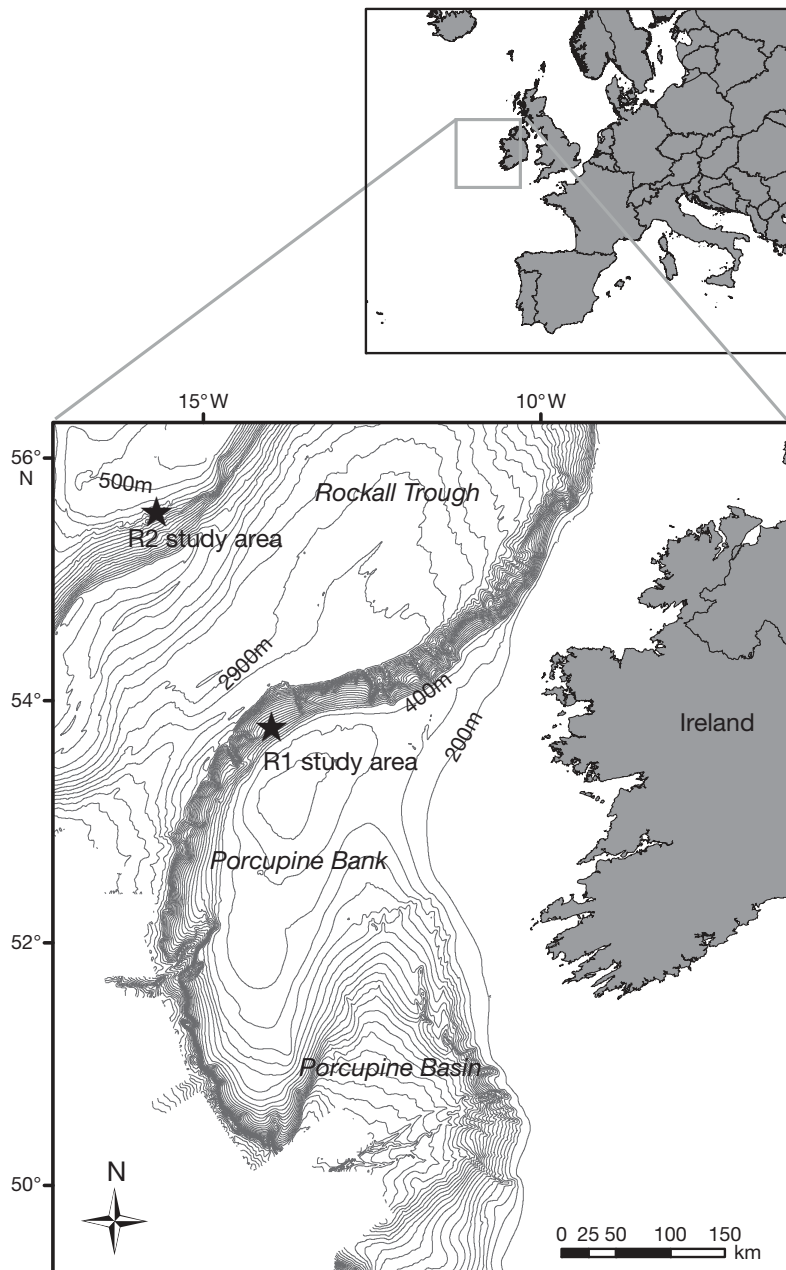 15°W 10°W
56°
N
500m
Rockall Trough
R2 study area
2900m
54°
400m
200m
Ireland
R1 study area
Porcupine Bank
52°
Porcupine Basin
N
50°
0 25 50 100 150
km